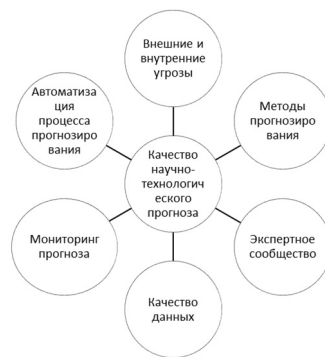 Внешние и
внутренние
угрозы
Автоматиза
ция
процесса
прогнозиро
вания
Методы
прогнозиро
вания
Качество
научно-
технологич
еского
прогноза
Мониторинг
прогноза
Экспертное
сообщество
Качество
данных